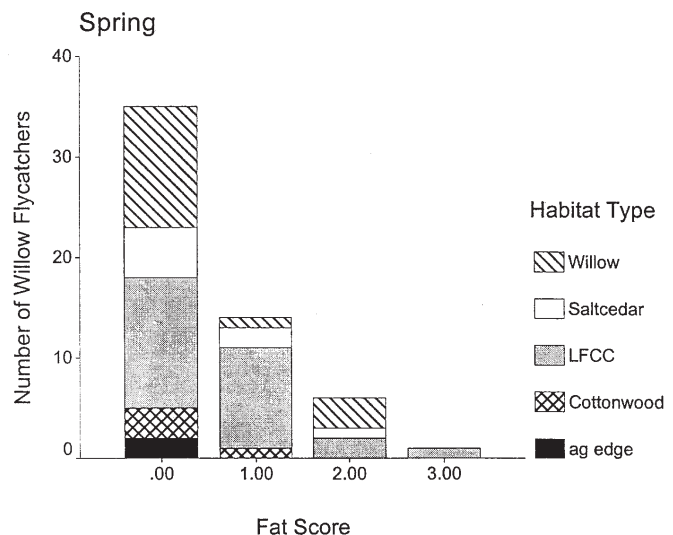 Spring
40
30
20
10
0
Number of Willow Flycatchers
.00 1.00 2.00 3.00
Fat Score
Habitat Type
Willow
Saltcedar
LFCC
Cottonwood
ag edge